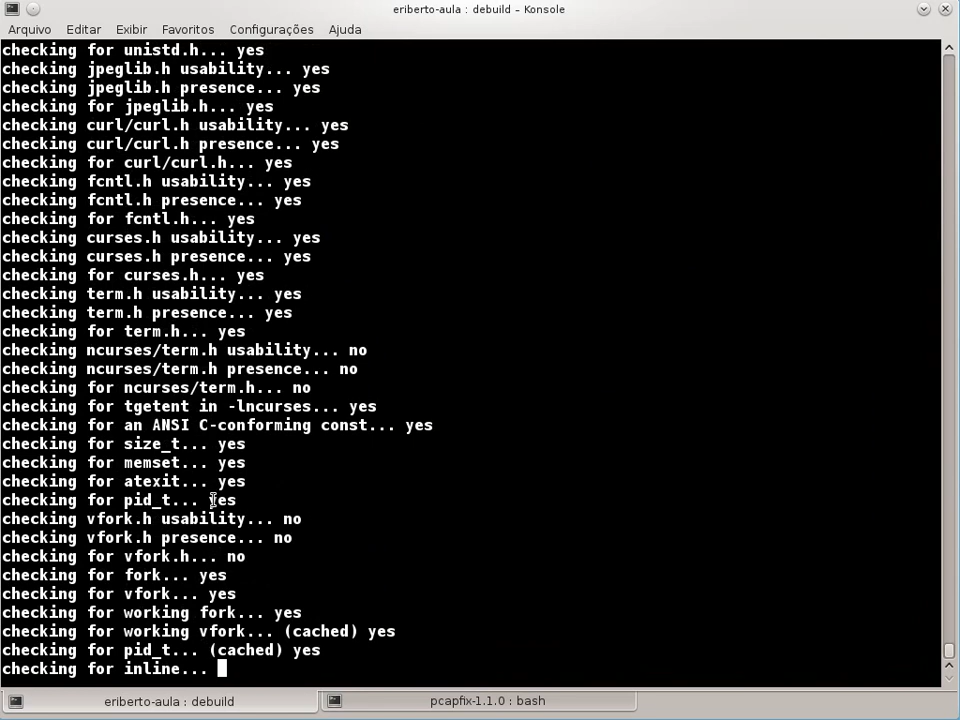 eriberto-aula : debuild – Konsole
Arquivo Editar Exibir Favoritos Configurações Ajuda
checking for unistd.h... yes
checking jpeglib.h usability... yes
checking jpeglib.h presence... yes
checking for jpeglib.h... yes
checking curl/curl.h usability... yes
checking curl/curl.h presence... yes
checking for curl/curl.h... yes
checking fcntl.h usability... yes
checking fcntl.h presence... yes
checking for fcntl.h... yes
checking curses.h usability... yes
checking curses.h presence... yes
checking for curses.h... yes
checking term.h usability... yes
checking term.h presence... yes
checking for term.h... yes
checking ncurses/term.h usability... no
checking ncurses/term.h presence... no
checking for ncurses/term.h... no
checking for tgetent in -lncurses... yes
checking for an ANSI C-conforming const... yes
checking for size_t... yes
checking for memset... yes
checking for atexit... yes
checking for pid_t... yes
checking vfork.h usability... no
checking vfork.h presence... no
checking for vfork.h... no
checking for fork... yes
checking for vfork... yes
checking for working fork... yes
checking for working vfork... (cached) yes
checking for pid_t... (cached) yes
checking for inline...
eriberto-aula : debuild
pcapfix-1.1.0 : bash